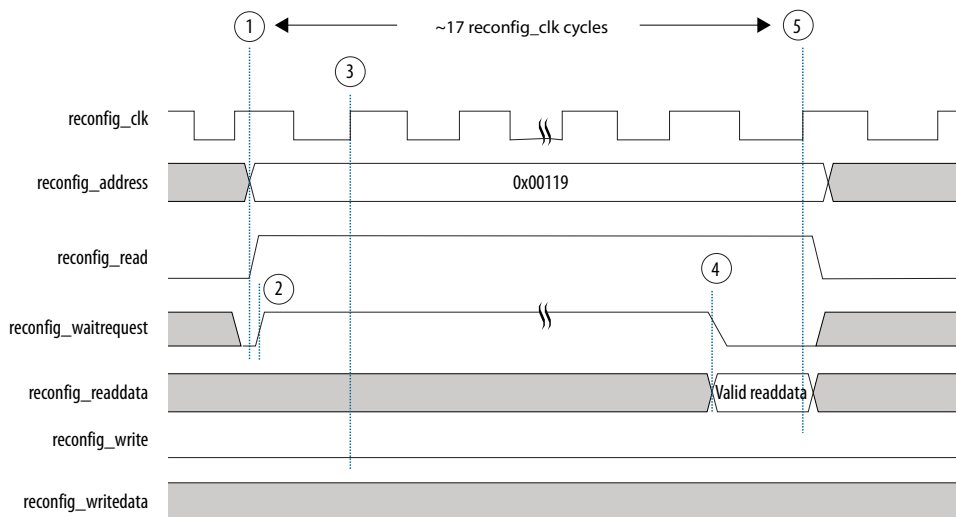 1
~17 reconfig_clk cycles
5
3
reconfig_clk
reconfig_address
0x00119
reconfig_read
4
2
reconfig_waitrequest
reconfig_readdata
Valid readdata
reconfig_write
reconfig_writedata